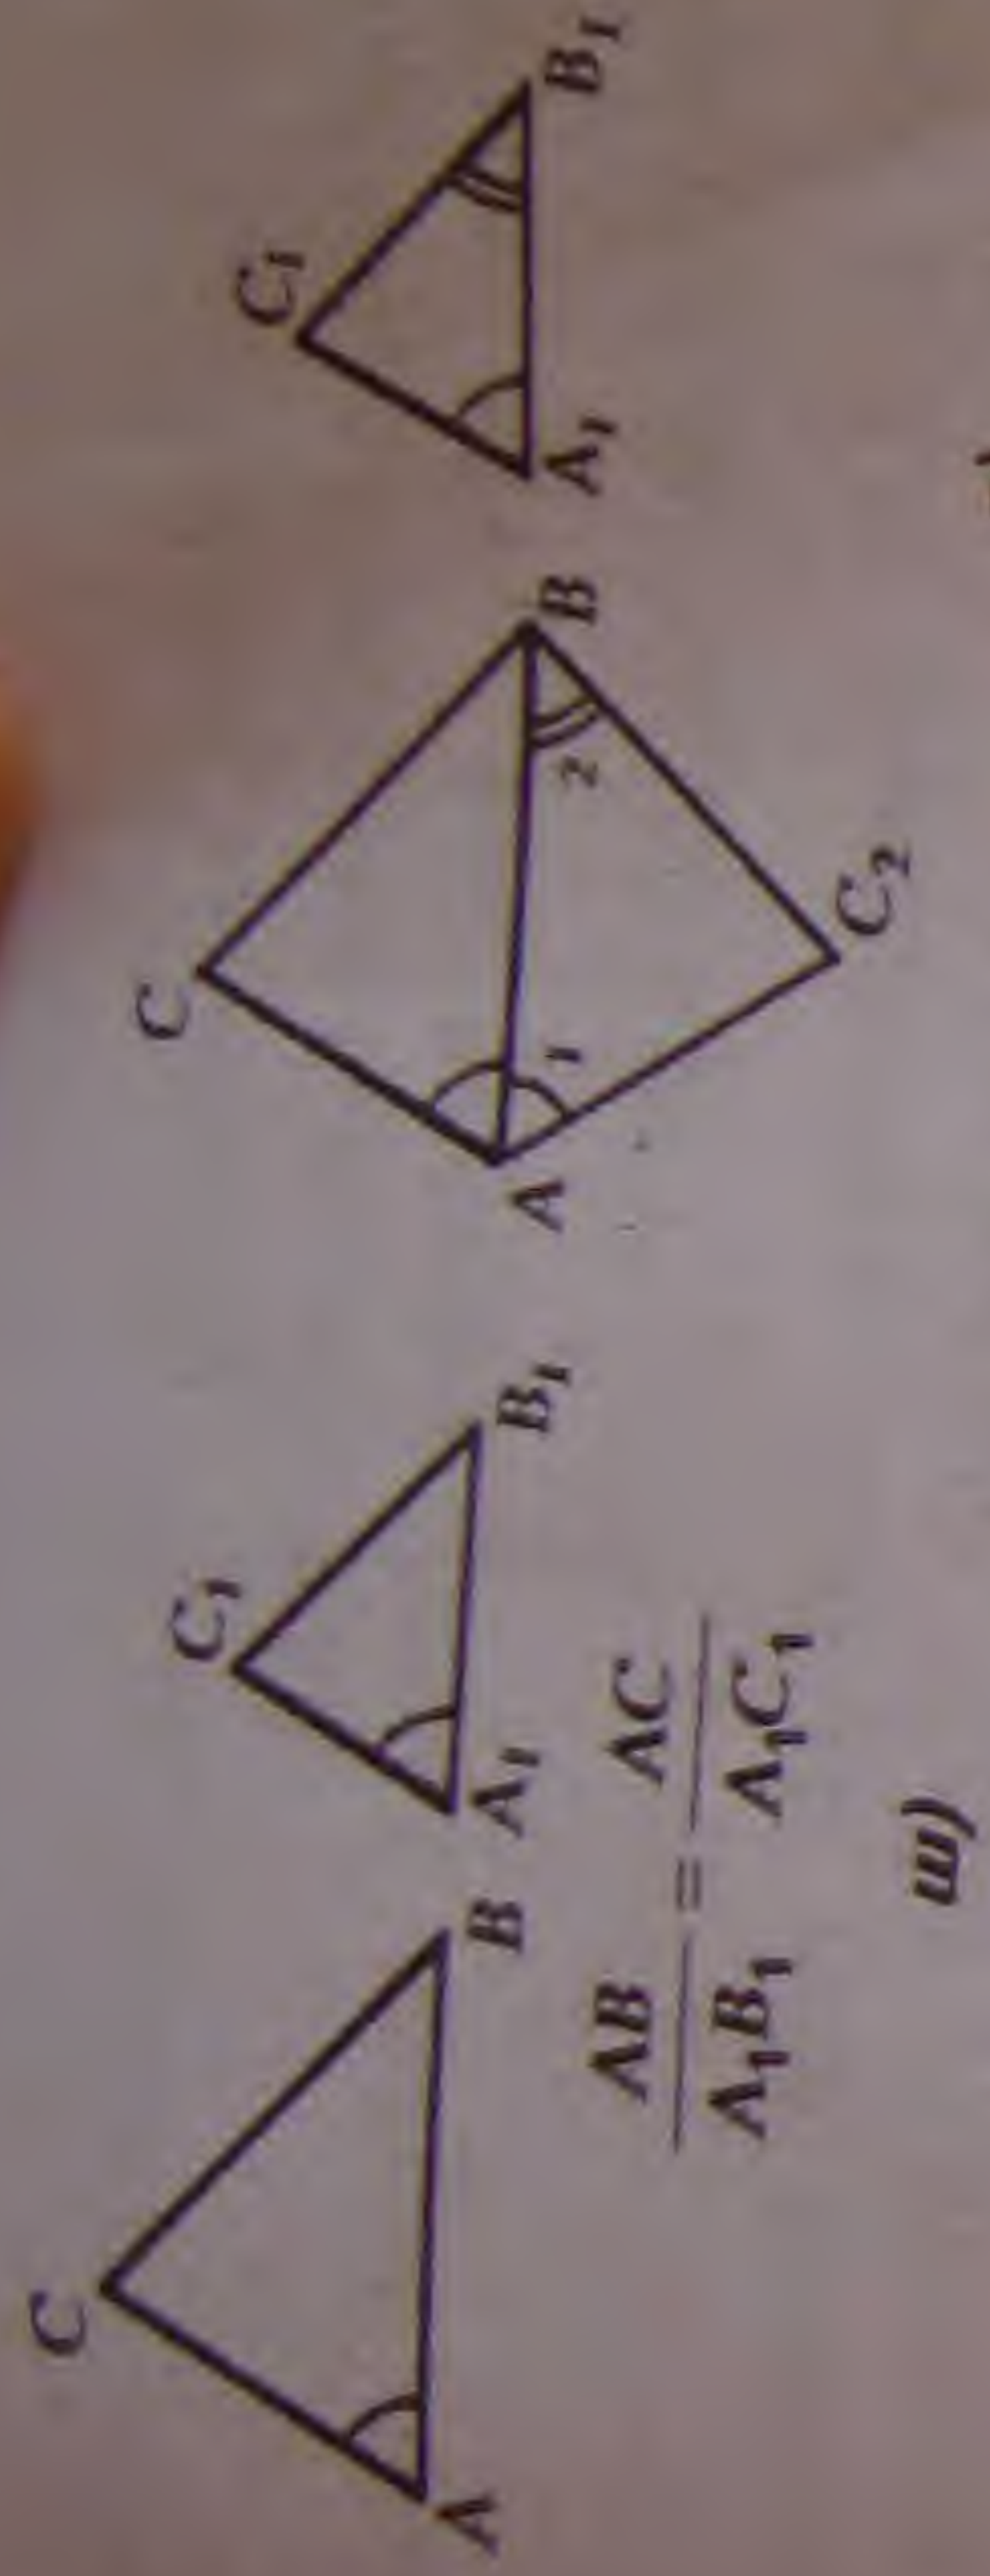 C C₁ C C₁
A B A₁ B₁ A 1 2 B A₁ B₁
C₂
AB/A₁B₁ = AC/A₁C₁
ш)